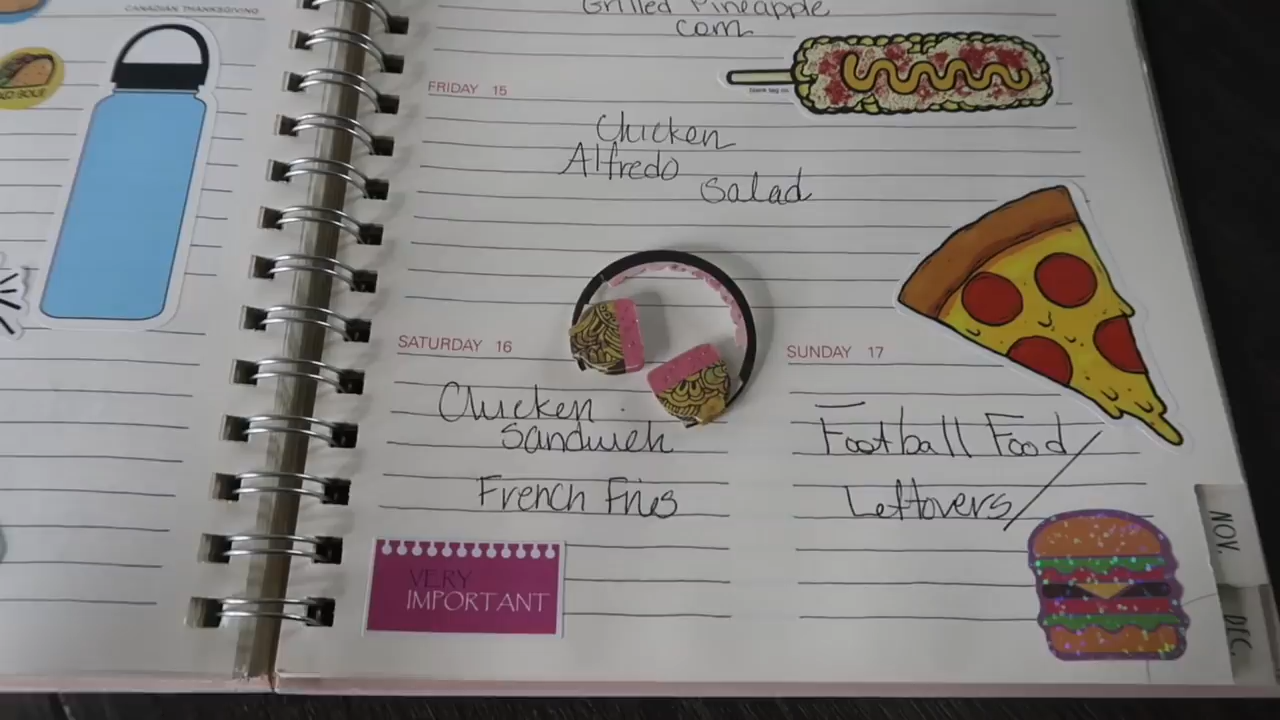 CANADIAN THANKSGIVING
Grilled Pineapple
corn
FRIDAY 15
Chicken
Alfredo
Salad
SATURDAY 16
SUNDAY 17
Chicken
Sandwich
French Fries
Football Food/
Leftovers/
VERY
IMPORTANT
NOV.
DEC.